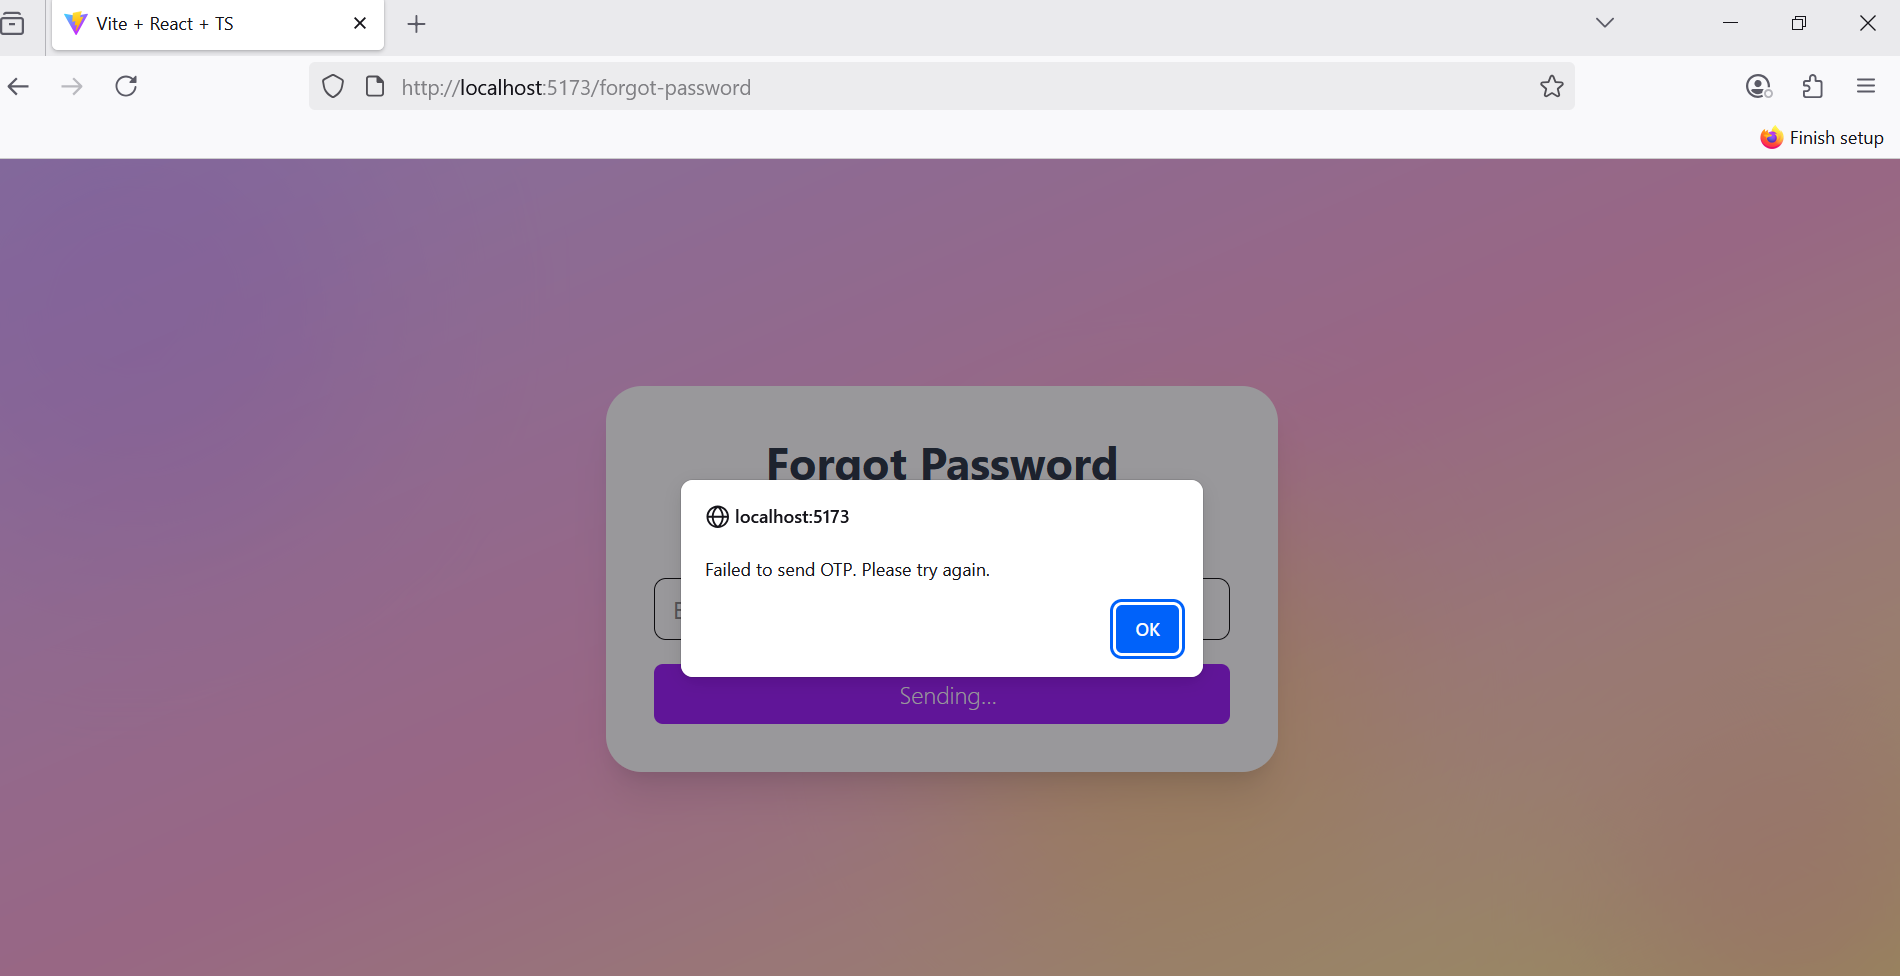 Vite + React + TS
http://localhost:5173/forgot-password
Finish setup
Forgot Password
localhost:5173
Failed to send OTP. Please try again.
OK
Sending...